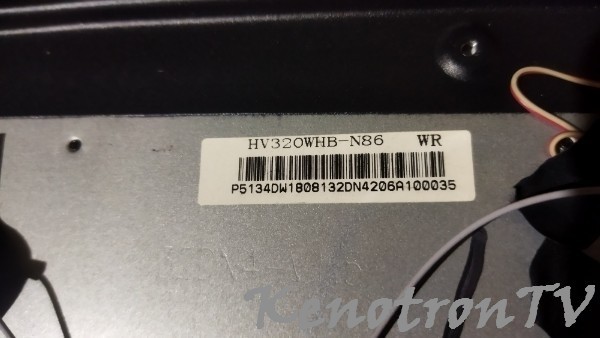 HV320WHB-N86 WR
P5134DW1808132DN4206A100035
KenotronTV